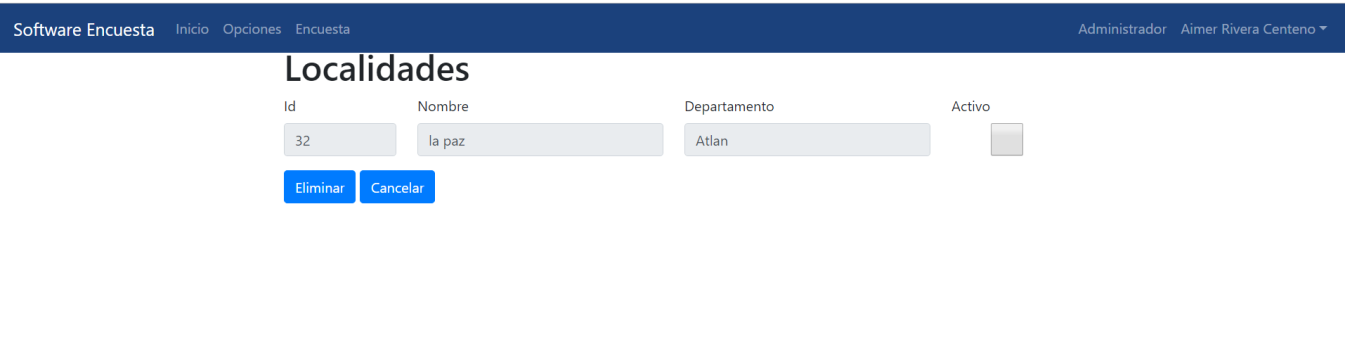 Software Encuesta Inicio Opciones Encuesta Administrador Aimer Rivera Centeno
Localidades
Id Nombre Departamento Activo
32 la paz Atlan
Eliminar Cancelar